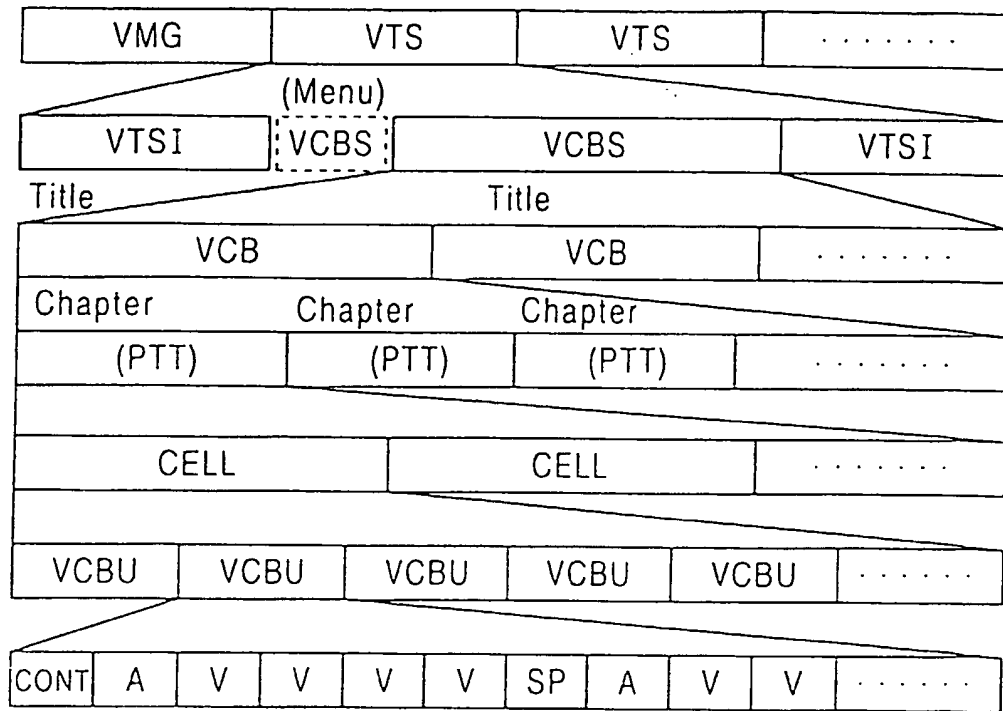 VMG VTS VTS .......
(Menu)
VTSI VCBS VCBS VTSI
Title Title
VCB VCB .......
Chapter Chapter Chapter
(PTT) (PTT) (PTT) .......
CELL CELL .......
VCBU VCBU VCBU VCBU VCBU ......
CONT A V V V V SP A V V ......